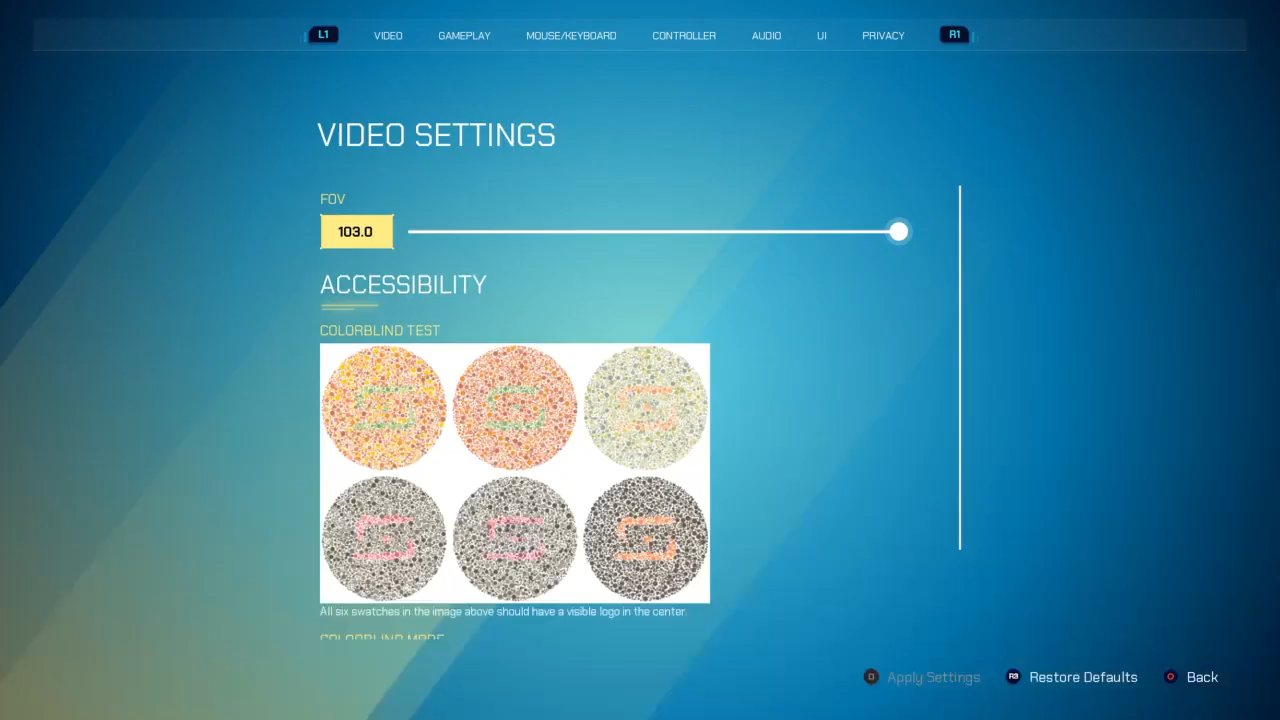 L1 VIDEO GAMEPLAY MOUSE/KEYBOARD CONTROLLER AUDIO UI PRIVACY R1
VIDEO SETTINGS
FOV
103.0
ACCESSIBILITY
COLORBLIND TEST
All six swatches in the image above should have a visible logo in the center.
COLORBLIND MODE
Apply Settings R3 Restore Defaults Back